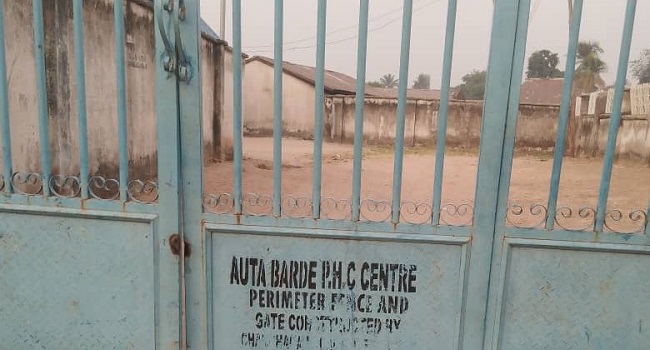 AUTA BARDE P.H.C CENTRE
PERIMETER FENCE AND
GATE CONSTRUCTED BY